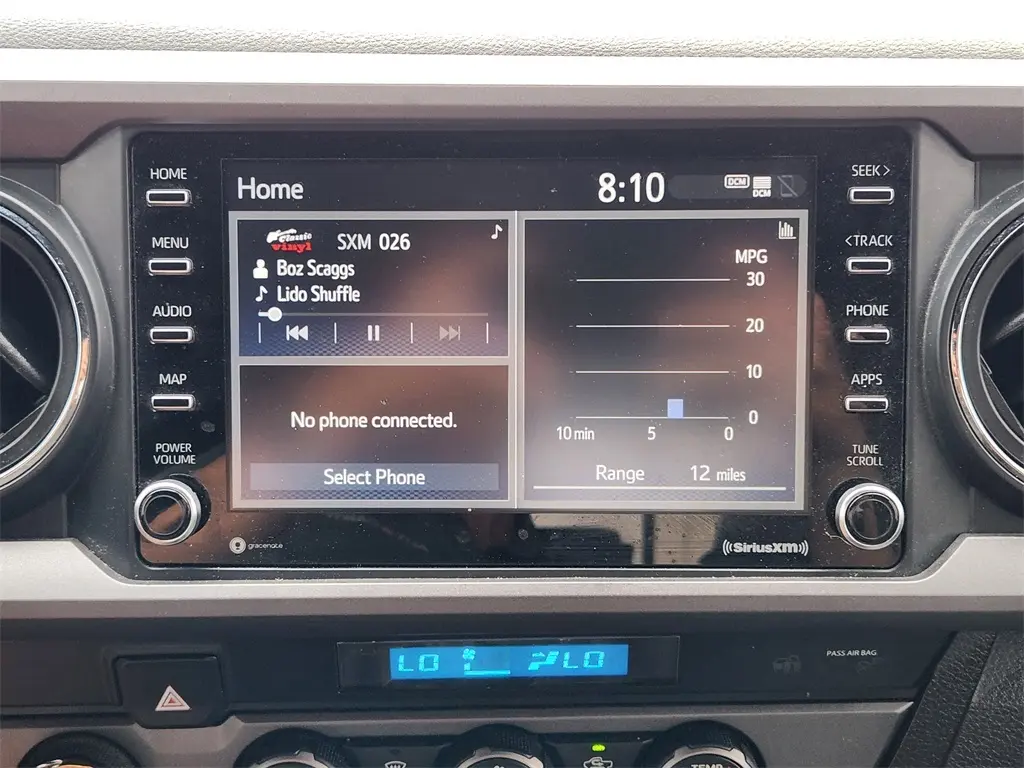 HOME
MENU
AUDIO
MAP
POWER
VOLUME
Home
8:10
DCM
DCM
Classic
vinyl
SXM 026
Boz Scaggs
Lido Shuffle
No phone connected.
Select Phone
MPG
30
20
10
0
10 min 5 0
Range 12 miles
SEEK >
< TRACK
PHONE
APPS
TUNE
SCROLL
gracenote
((SiriusXM))
LO LO
PASS AIR BAG
TEMP